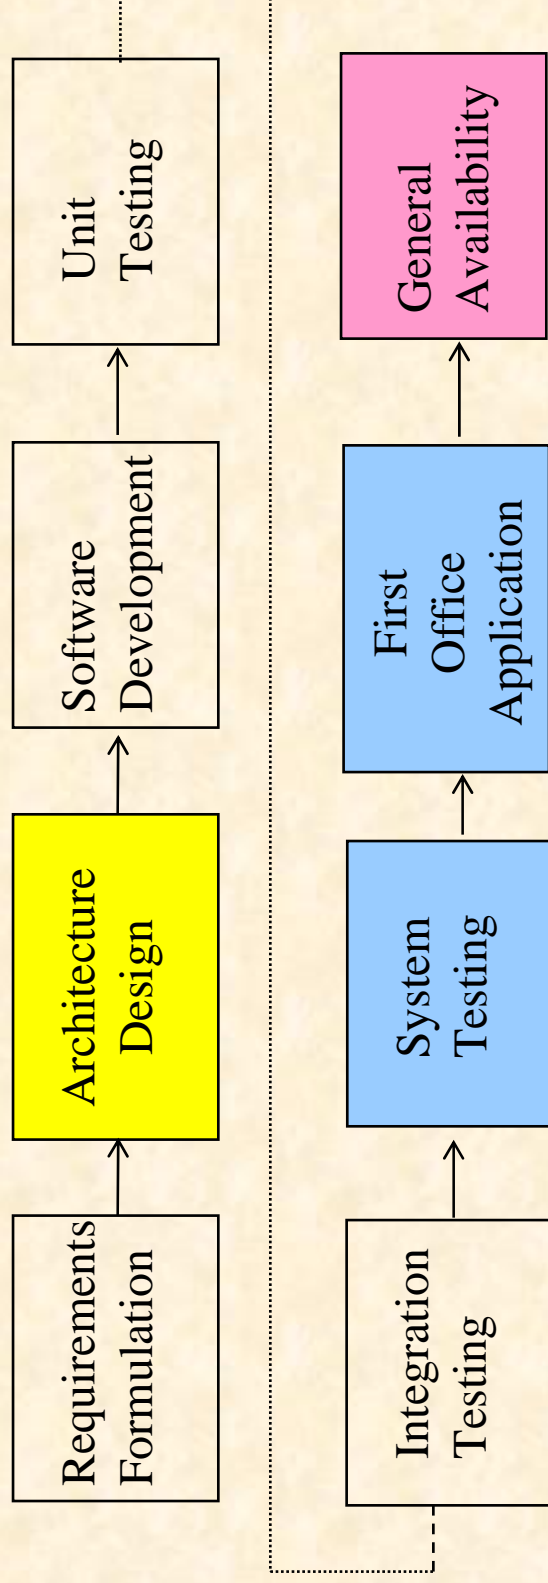 Requirements
Formulation
Architecture
Design
Software
Development
Unit
Testing
Integration
Testing
System
Testing
First
Office
Application
General
Availability